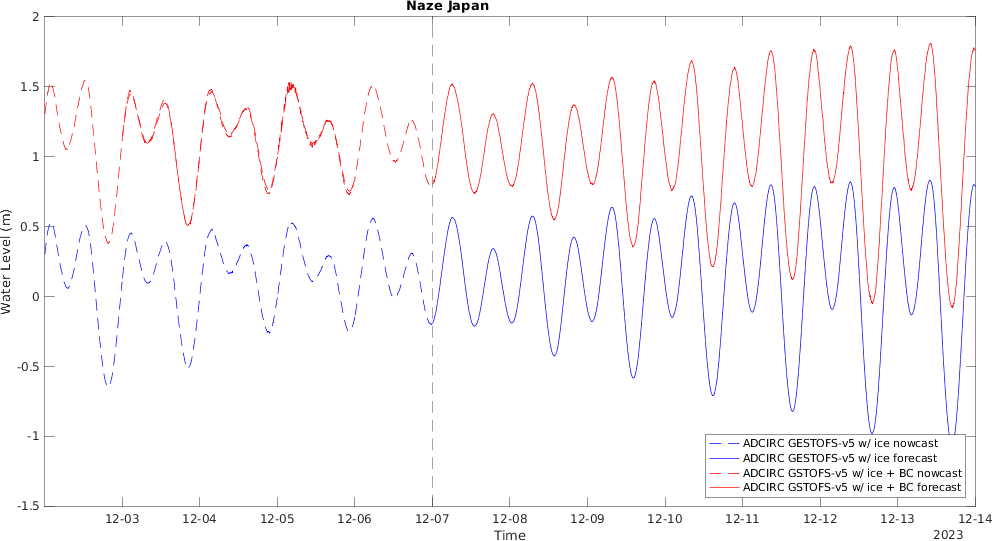 Naze Japan
2
1.5
1
0.5
0
-0.5
-1
-1.5
Water Level (m)
12-03 12-04 12-05 12-06 12-07 12-08 12-09 12-10 12-11 12-12 12-13 12-14
Time
2023
ADCIRC GESTOFS-v5 w/ ice nowcast
ADCIRC GESTOFS-v5 w/ ice forecast
ADCIRC GSTOFS-v5 w/ ice + BC nowcast
ADCIRC GSTOFS-v5 w/ ice + BC forecast